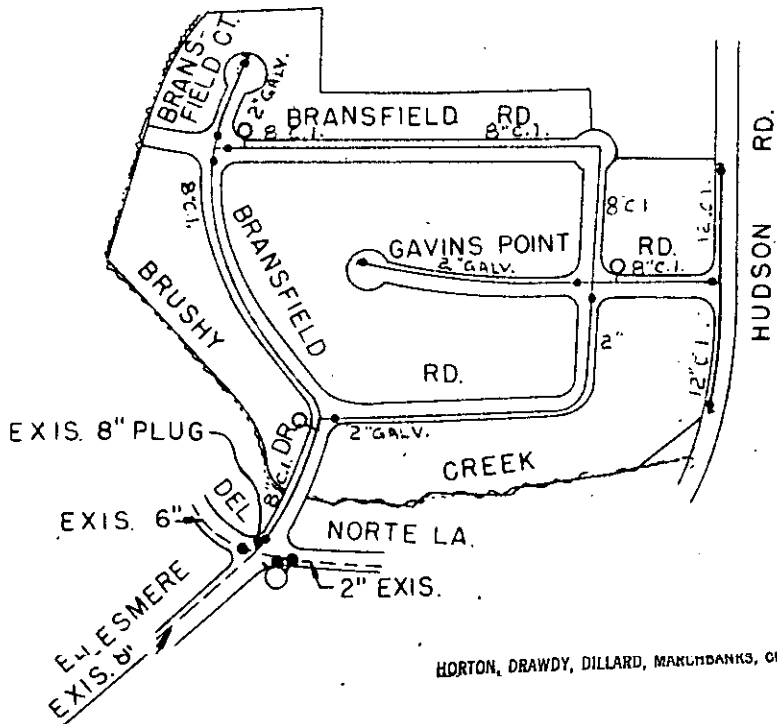 BRANS-
FIELD CT.
2" GALV.
BRANSFIELD RD.
8" C.I.
8" C.I.
8" C.I.
BRANSFIELD
RD.
8" C I
GAVINS POINT
RD.
2" GALV.
8" C.I.
12" C.I.
12" C.I.
HUDSON RD.
2"
2" GALV.
BRUSHY
CREEK
EXIS. 8" PLUG
DR.
8" C.I.
DEL
NORTE LA.
EXIS. 6"
2" EXIS.
ELLESMERE
EXIS. 8"
HORTON, DRAWDY, DILLARD, MARCHBANKS,